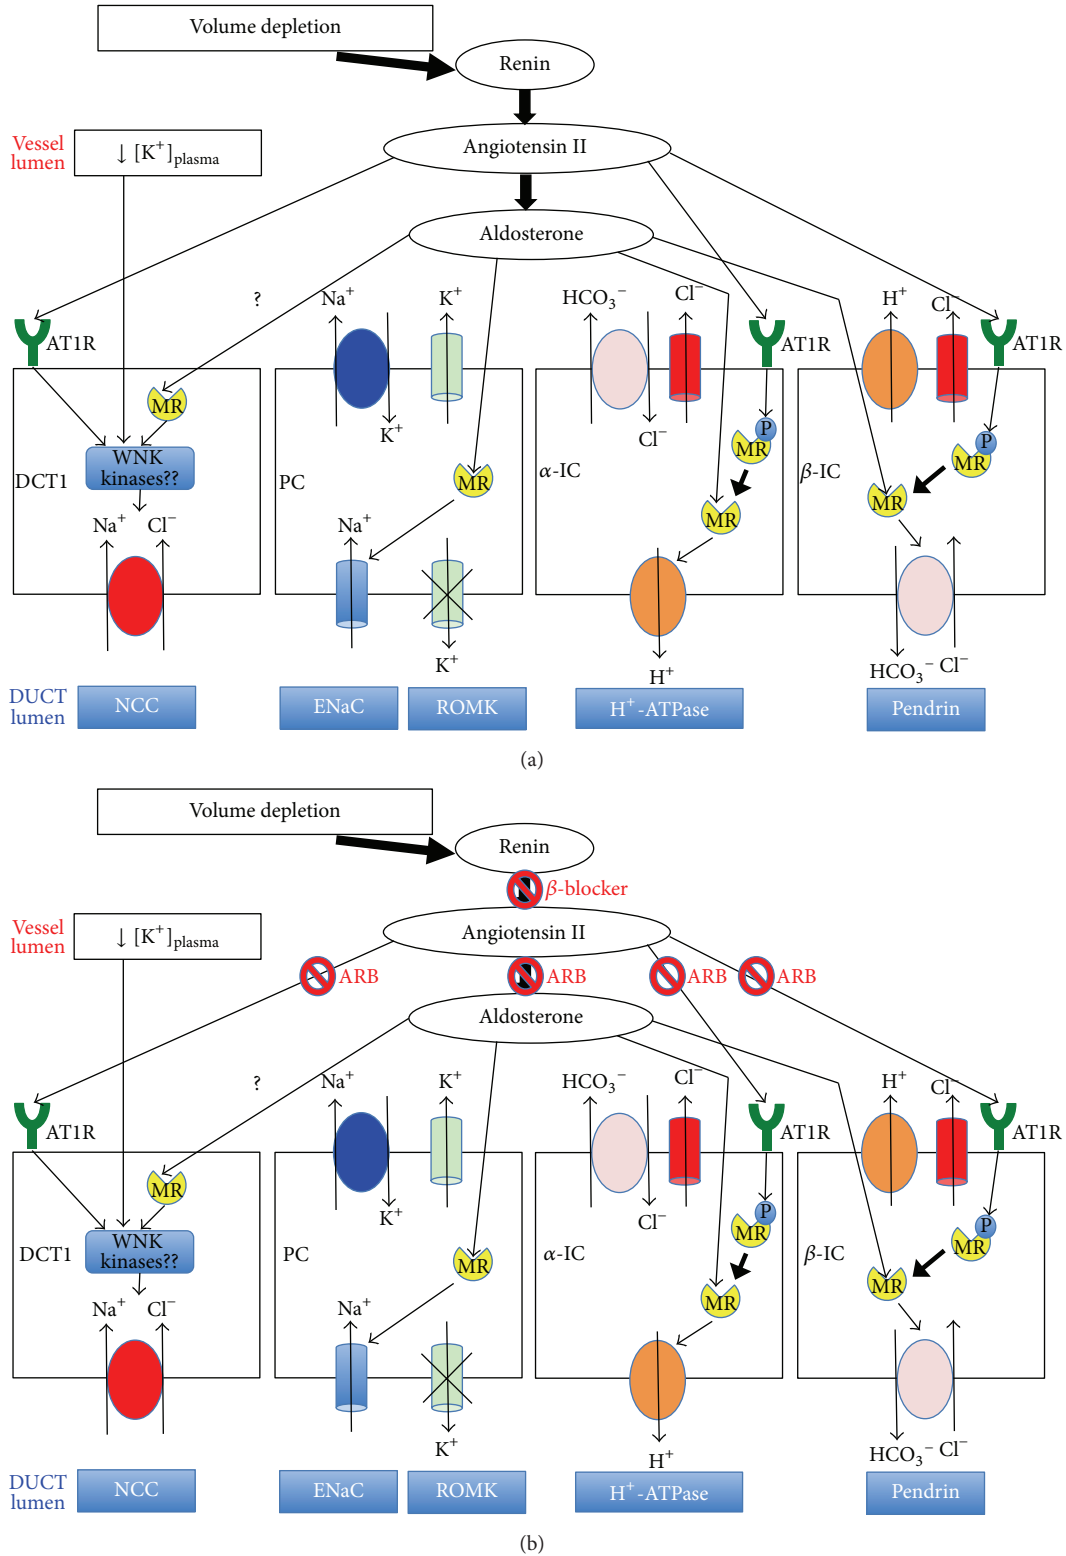 Volume depletion
Renin
Vessel
lumen
↓ [K⁺]plasma
Angiotensin II
Aldosterone
?
Na⁺
K⁺
HCO₃⁻
Cl⁻
H⁺
Cl⁻
AT1R
AT1R
AT1R
K⁺
Cl⁻
MR
P
MR
P
MR
DCT1
WNK
kinases??
PC
MR
α-IC
β-IC
MR
MR
Na⁺
Cl⁻
Na⁺
K⁺
H⁺
HCO₃⁻
Cl⁻
DUCT
lumen
NCC
ENaC
ROMK
H⁺-ATPase
Pendrin
(a)
Volume depletion
Renin
β-blocker
Vessel
lumen
↓ [K⁺]plasma
Angiotensin II
ARB
ARB
ARB
ARB
Aldosterone
?
Na⁺
K⁺
HCO₃⁻
Cl⁻
H⁺
Cl⁻
AT1R
AT1R
AT1R
K⁺
Cl⁻
MR
P
MR
P
MR
DCT1
WNK
kinases??
PC
MR
α-IC
β-IC
MR
MR
Na⁺
Cl⁻
Na⁺
K⁺
H⁺
HCO₃⁻
Cl⁻
DUCT
lumen
NCC
ENaC
ROMK
H⁺-ATPase
Pendrin
(b)